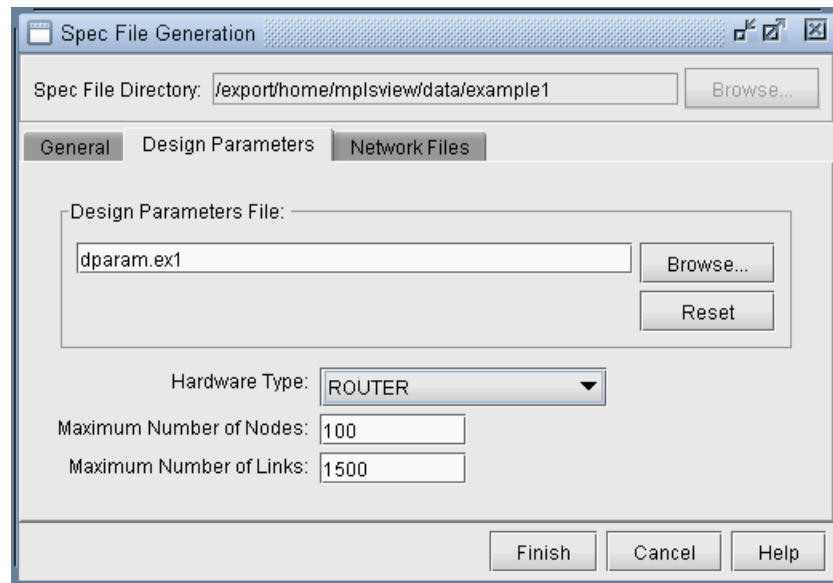 Spec File Generation
Spec File Directory: /export/home/mplsview/data/example1 Browse...
General Design Parameters Network Files
Design Parameters File:
dparam.ex1 Browse...
Reset
Hardware Type: ROUTER
Maximum Number of Nodes: 100
Maximum Number of Links: 1500
Finish Cancel Help